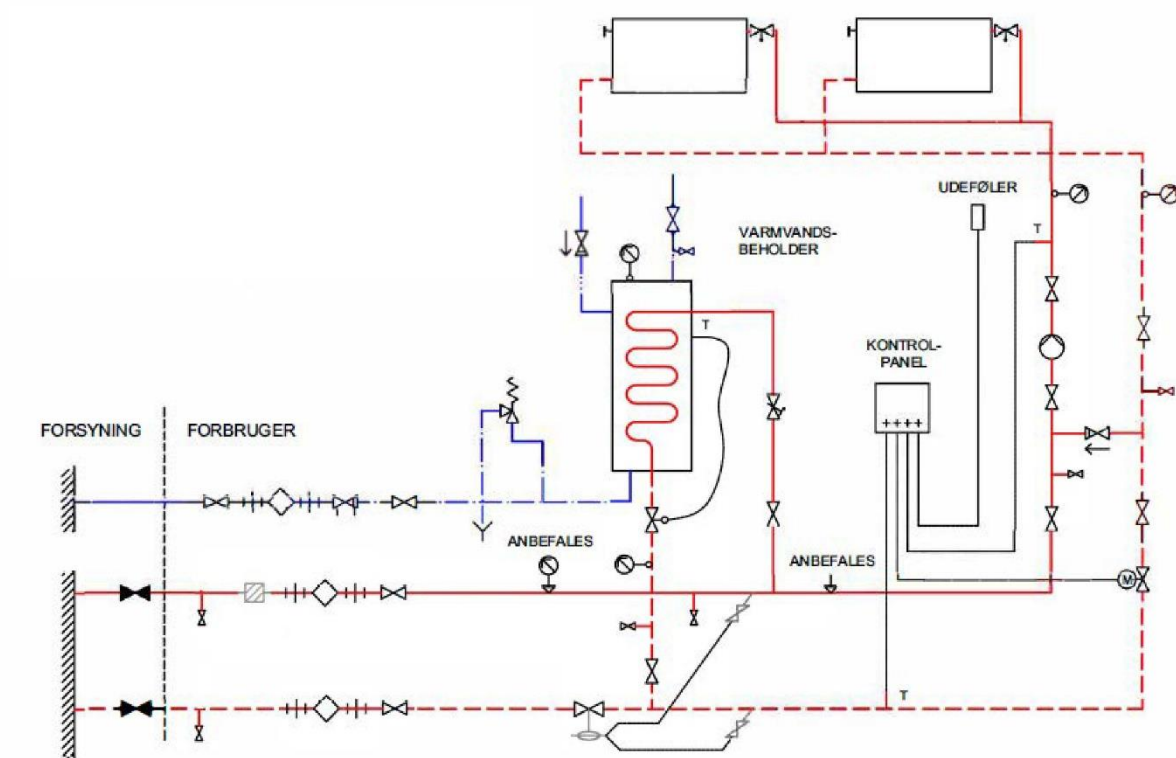 UDEFØLER
VARMVANDS-
BEHOLDER
T
T
KONTROL-
PANEL
FORSYNING
FORBRUGER
++++
ANBEFALES
ANBEFALES
M
T